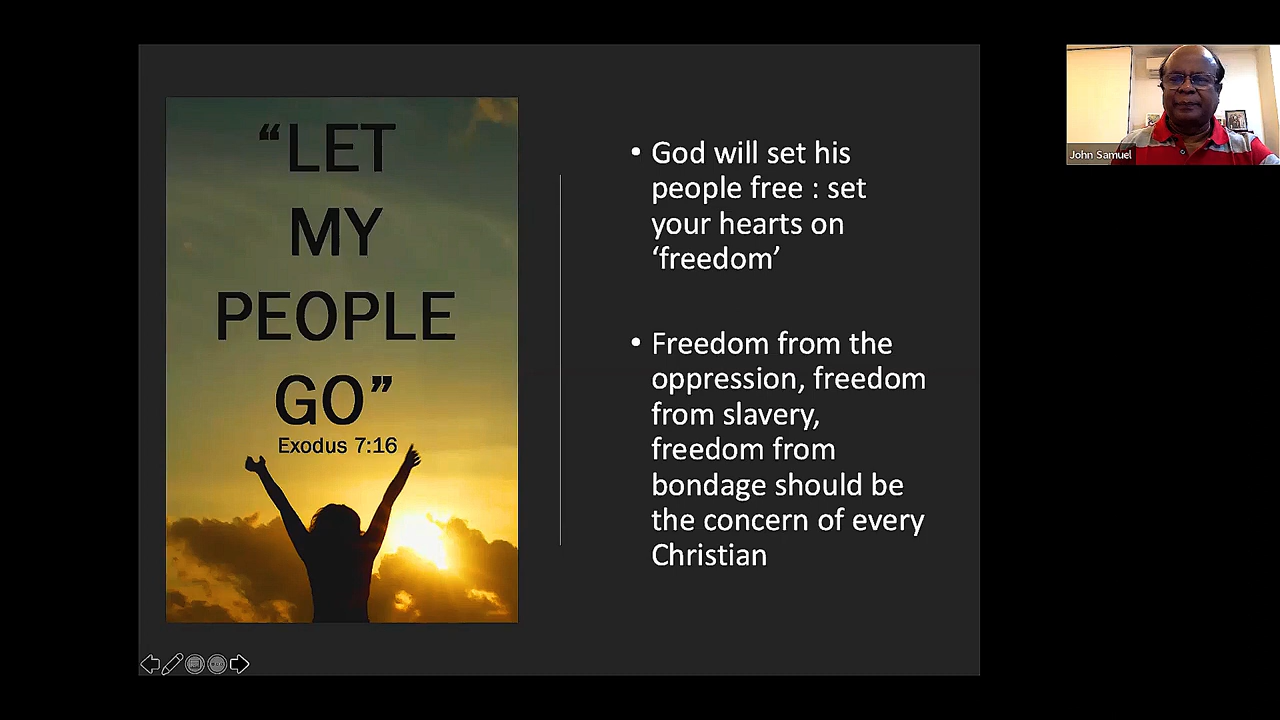 “LET
MY
PEOPLE
GO”
Exodus 7:16
• God will set his
people free : set
your hearts on
‘freedom’
• Freedom from the
oppression, freedom
from slavery,
freedom from
bondage should be
the concern of every
Christian
John Samuel